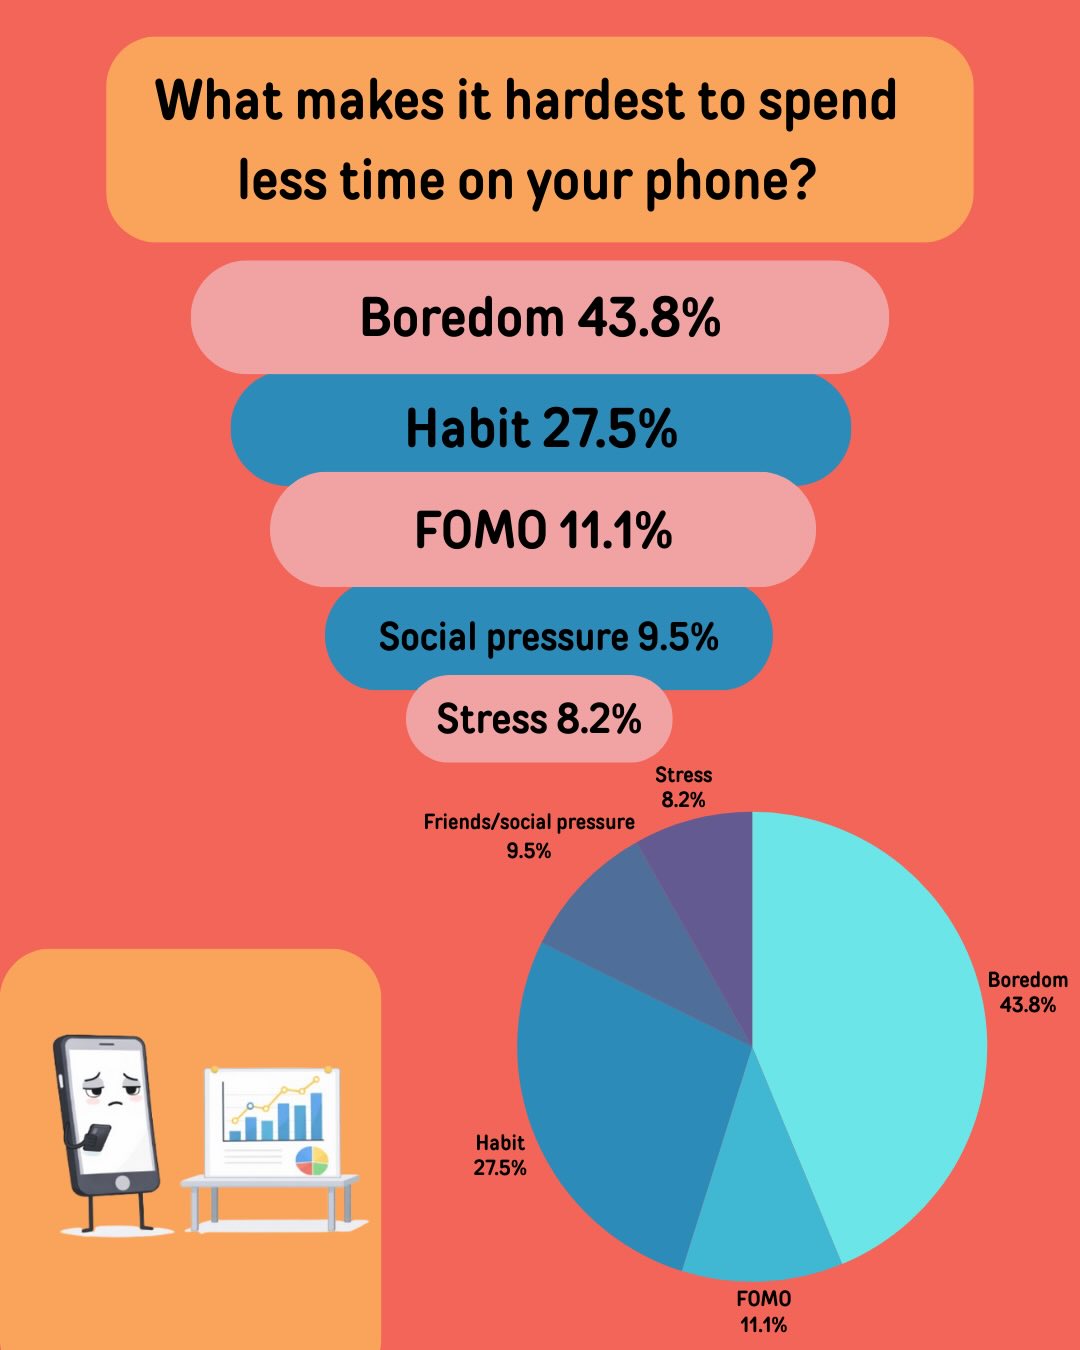 What makes it hardest to spend
less time on your phone?
Boredom 43.8%
Habit 27.5%
FOMO 11.1%
Social pressure 9.5%
Stress 8.2%
Stress
8.2%
Friends/social pressure
9.5%
Boredom
43.8%
Habit
27.5%
FOMO
11.1%